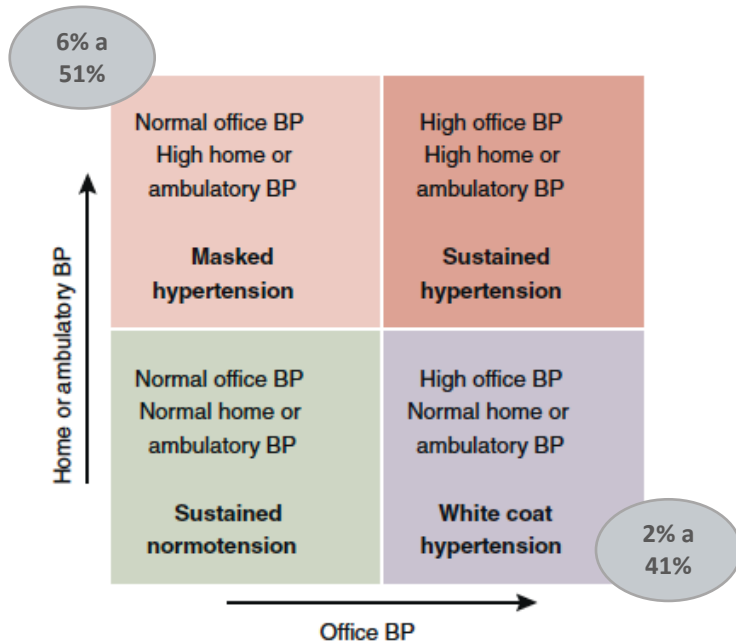 6% a
51%
Normal office BP
High home or
ambulatory BP
Masked
hypertension
High office BP
High home or
ambulatory BP
Sustained
hypertension
Home or ambulatory BP
Normal office BP
Normal home or
ambulatory BP
Sustained
normotension
High office BP
Normal home or
ambulatory BP
White coat
hypertension
2% a
41%
Office BP